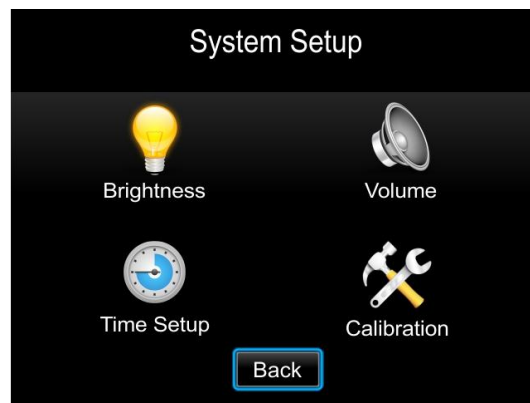 System Setup
Brightness
Volume
Time Setup
Calibration
Back